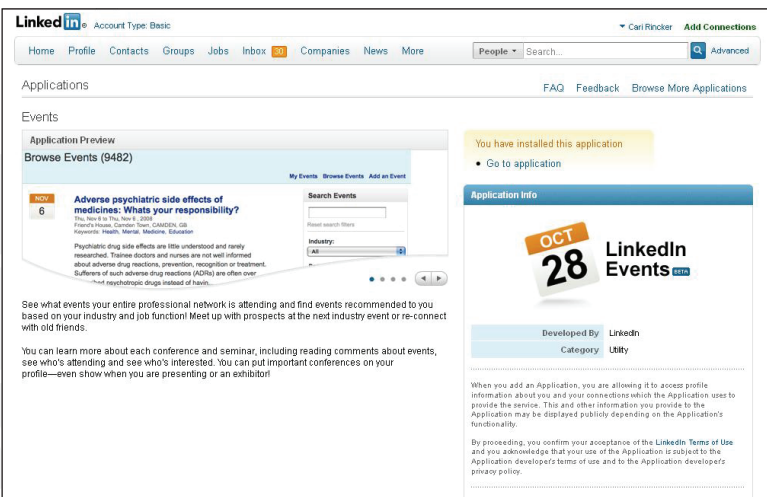 Linked in Account Type: Basic
Cari Rincker Add Connections
Home Profile Contacts Groups Jobs Inbox 30 Companies News More People Search... Advanced
Applications
FAQ Feedback Browse More Applications
Events
Application Preview
Browse Events (9482)
My Events Browse Events Add an Event
NOV
6
Adverse psychiatric side effects of
medicines: Whats your responsibility?
Thu, Nov 6 to Thu, Nov 6, 2008
Friend's House, Camden Town, CAMDEN, GB
Keywords: Health, Mental, Medicine, Education
Psychiatric drug side effects are little understood and rarely
researched. Trainee doctors and nurses are not well informed
about adverse drug reactions, prevention, recognition or treatment.
Sufferers of such adverse drug reactions (ADRs) are often over
psychotropic drugs instead of havin...
Search Events
Reset search filters
Industry:
All
See what events your entire professional network is attending and find events recommended to you
based on your industry and job function! Meet up with prospects at the next industry event or re-connect
with old friends.
You can learn more about each conference and seminar, including reading comments about events,
see who's attending and see who's interested. You can put important conferences on your
profile—even show when you are presenting or an exhibitor!
You have installed this application
• Go to application
Application Info
OCT
28
LinkedIn
Events BETA
Developed By LinkedIn
Category Utility
When you add an Application, you are allowing it to access profile
information about you and your connections which the Application uses to
provide the service. This and other information you provide to the
Application may be displayed publicly depending on the Application's
functionality.
By proceeding, you confirm your acceptance of the LinkedIn Terms of Use
and you acknowledge that your use of the Application is subject to the
Application developer's terms of use and to the Application developer's
privacy policy.